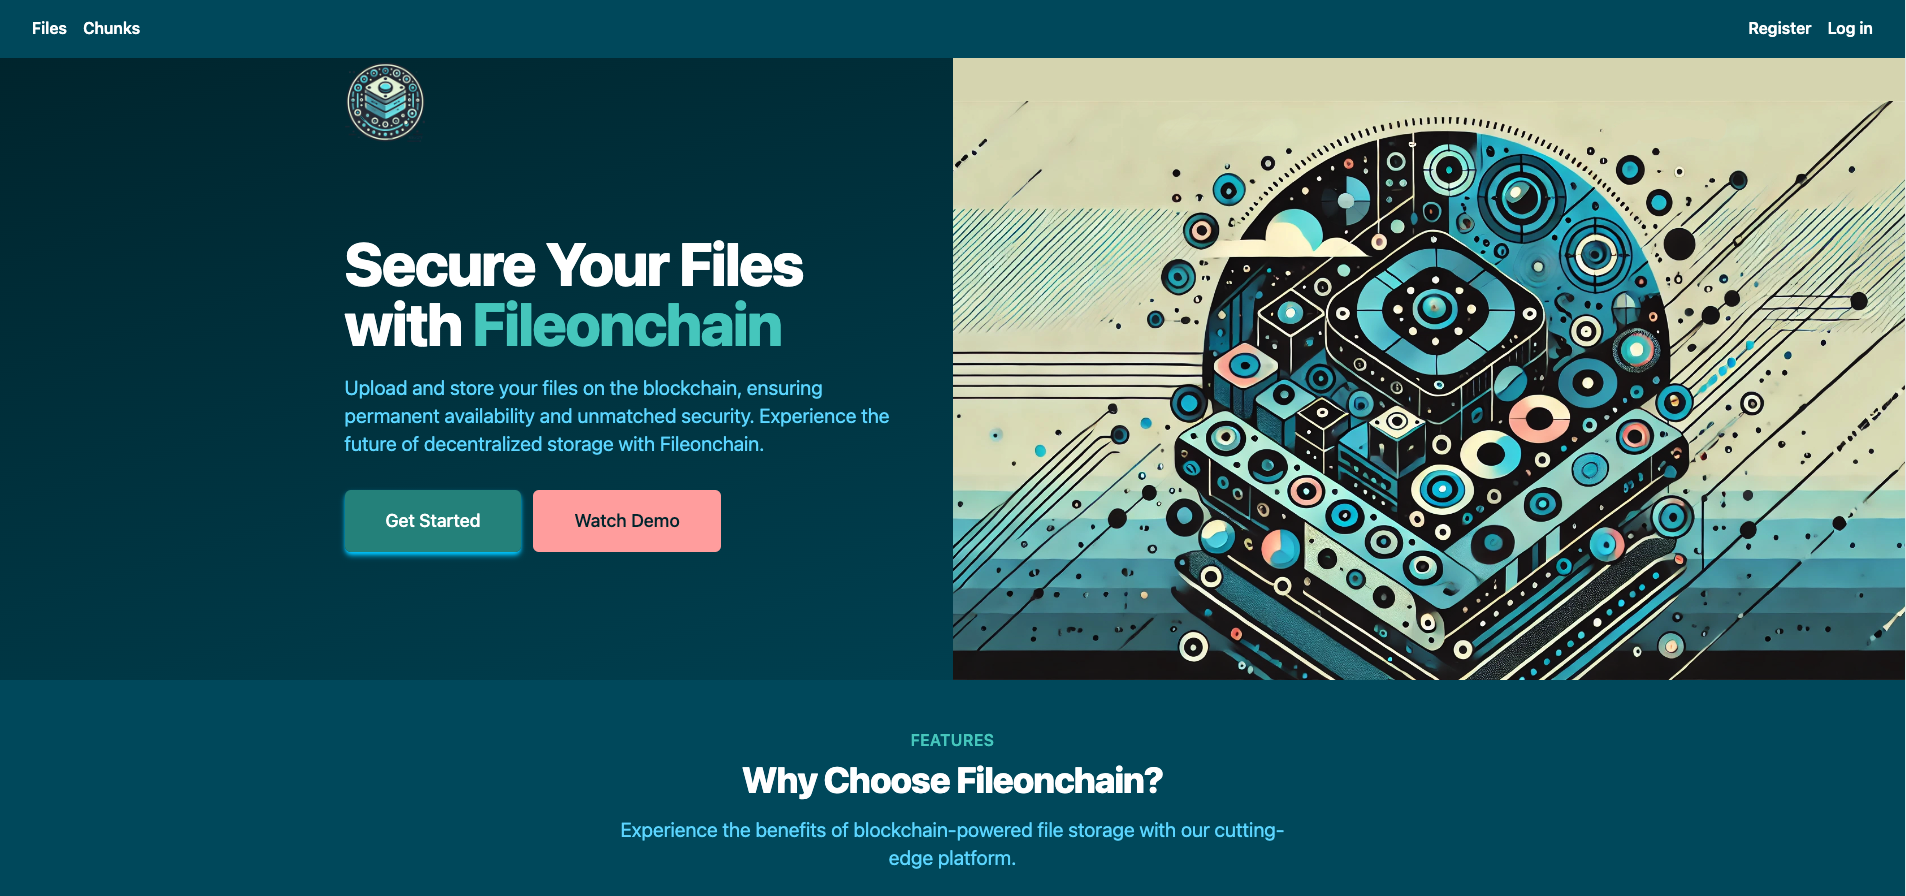 Files Chunks
Register Log in
Secure Your Files
with Fileonchain
Upload and store your files on the blockchain, ensuring
permanent availability and unmatched security. Experience the
future of decentralized storage with Fileonchain.
Get Started
Watch Demo
FEATURES
Why Choose Fileonchain?
Experience the benefits of blockchain-powered file storage with our cutting-
edge platform.